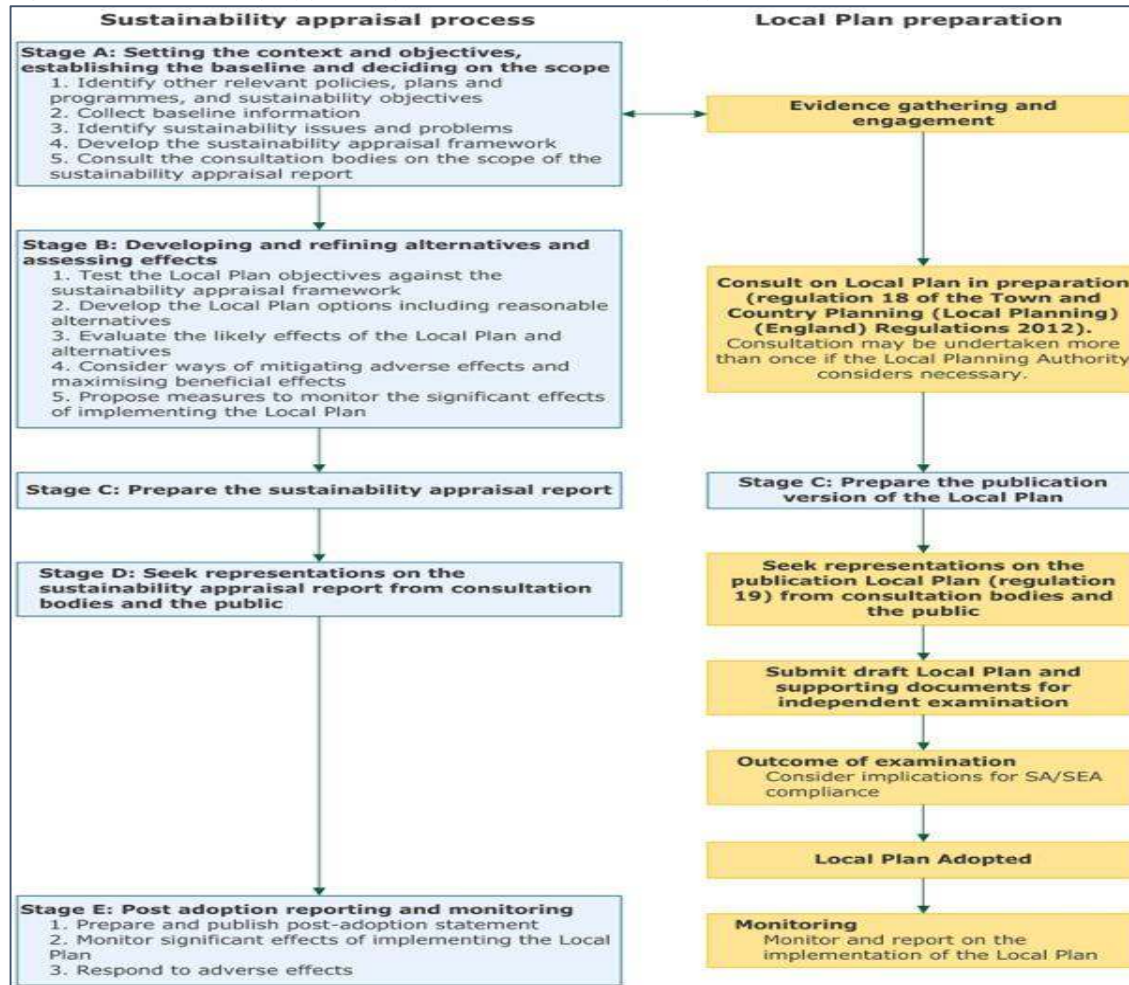 Sustainability appraisal process
Stage A: Setting the context and objectives,
establishing the baseline and deciding on the scope
1. Identify other relevant policies, plans and
programmes, and sustainability objectives
2. Collect baseline information
3. Identify sustainability issues and problems
4. Develop the sustainability appraisal framework
5. Consult the consultation bodies on the scope of the
sustainability appraisal report
Stage B: Developing and refining alternatives and
assessing effects
1. Test the Local Plan objectives against the
sustainability appraisal framework
2. Develop the Local Plan options including reasonable
alternatives
3. Evaluate the likely effects of the Local Plan and
alternatives
4. Consider ways of mitigating adverse effects and
maximising beneficial effects
5. Propose measures to monitor the significant effects
of implementing the Local Plan
Stage C: Prepare the sustainability appraisal report
Stage D: Seek representations on the
sustainability appraisal report from consultation
bodies and the public
Stage E: Post adoption reporting and monitoring
1. Prepare and publish post-adoption statement
2. Monitor significant effects of implementing the Local
Plan
3. Respond to adverse effects
Local Plan preparation
Evidence gathering and
engagement
Consult on Local Plan in preparation
(regulation 18 of the Town and
Country Planning (Local Planning)
(England) Regulations 2012).
Consultation may be undertaken more
than once if the Local Planning Authority
considers necessary.
Stage C: Prepare the publication
version of the Local Plan
Seek representations on the
publication Local Plan (regulation
19) from consultation bodies and
the public
Submit draft Local Plan and
supporting documents for
independent examination
Outcome of examination
Consider implications for SA/SEA
compliance
Local Plan Adopted
Monitoring
Monitor and report on the
implementation of the Local Plan